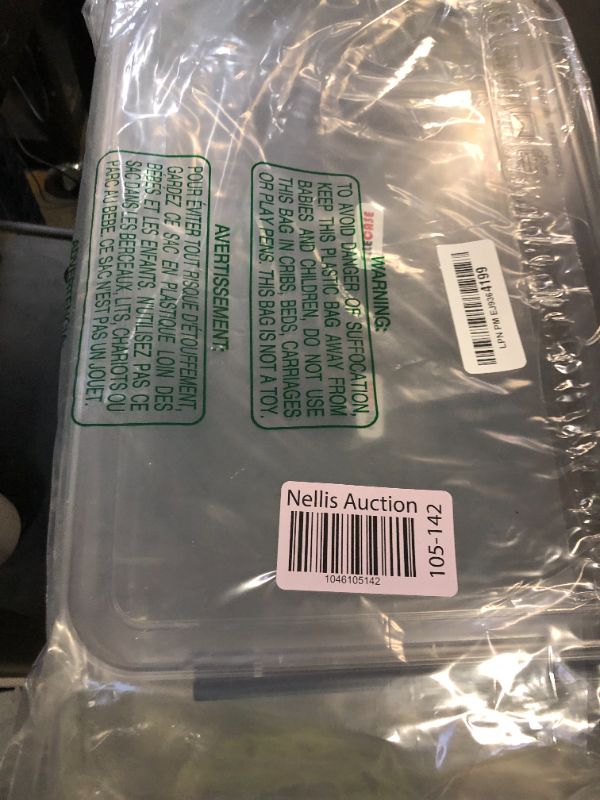 WARNING:
TO AVOID DANGER OF SUFFOCATION,
KEEP THIS PLASTIC BAG AWAY FROM
BABIES AND CHILDREN, DO NOT USE
THIS BAG IN CRIBS, BEDS, CARRIAGES
OR PLAY PENS. THIS BAG IS NOT A TOY.
AVERTISSEMENT:
POUR ÉVITER TOUT RISQUE D'ÉTOUFFEMENT,
GARDEZ CE SAC EN PLASTIQUE LOIN DES
BÉBÉS ET LES ENFANTS. N'UTILISEZ PAS CE
SAC DANS LES BERCEAUX, LITS, CHARIOTS OU
PARC AU BÉBÉ. CE SAC N'EST PAS UN JOUET.
LPN PM EJ9364199
Nellis Auction
1046105142
105-142